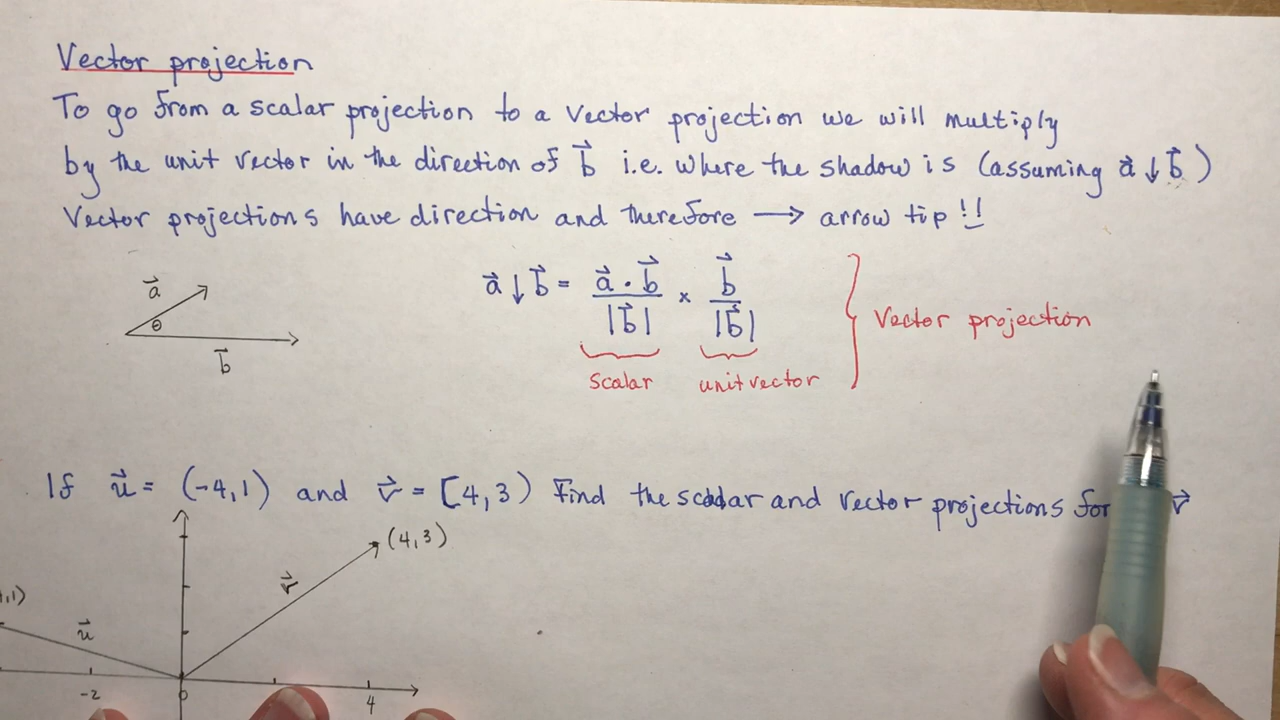 Vector projection
To go from a scalar projection to a vector projection we will multiply
by the unit vector in the direction of b⃗ i.e. where the shadow is (assuming a⃗↓b⃗)
Vector projections have direction and therefore → arrow tip!!
a⃗
θ
b⃗
a⃗↓b⃗ = (a⃗ · b⃗)/|b⃗| × b⃗/|b⃗|
scalar
unit vector
Vector projection
If u⃗ = (-4,1) and v⃗ = [4,3) Find the scalar and vector projections for v⃗
(4,3)
v⃗
,1)
u⃗
-2
0
4